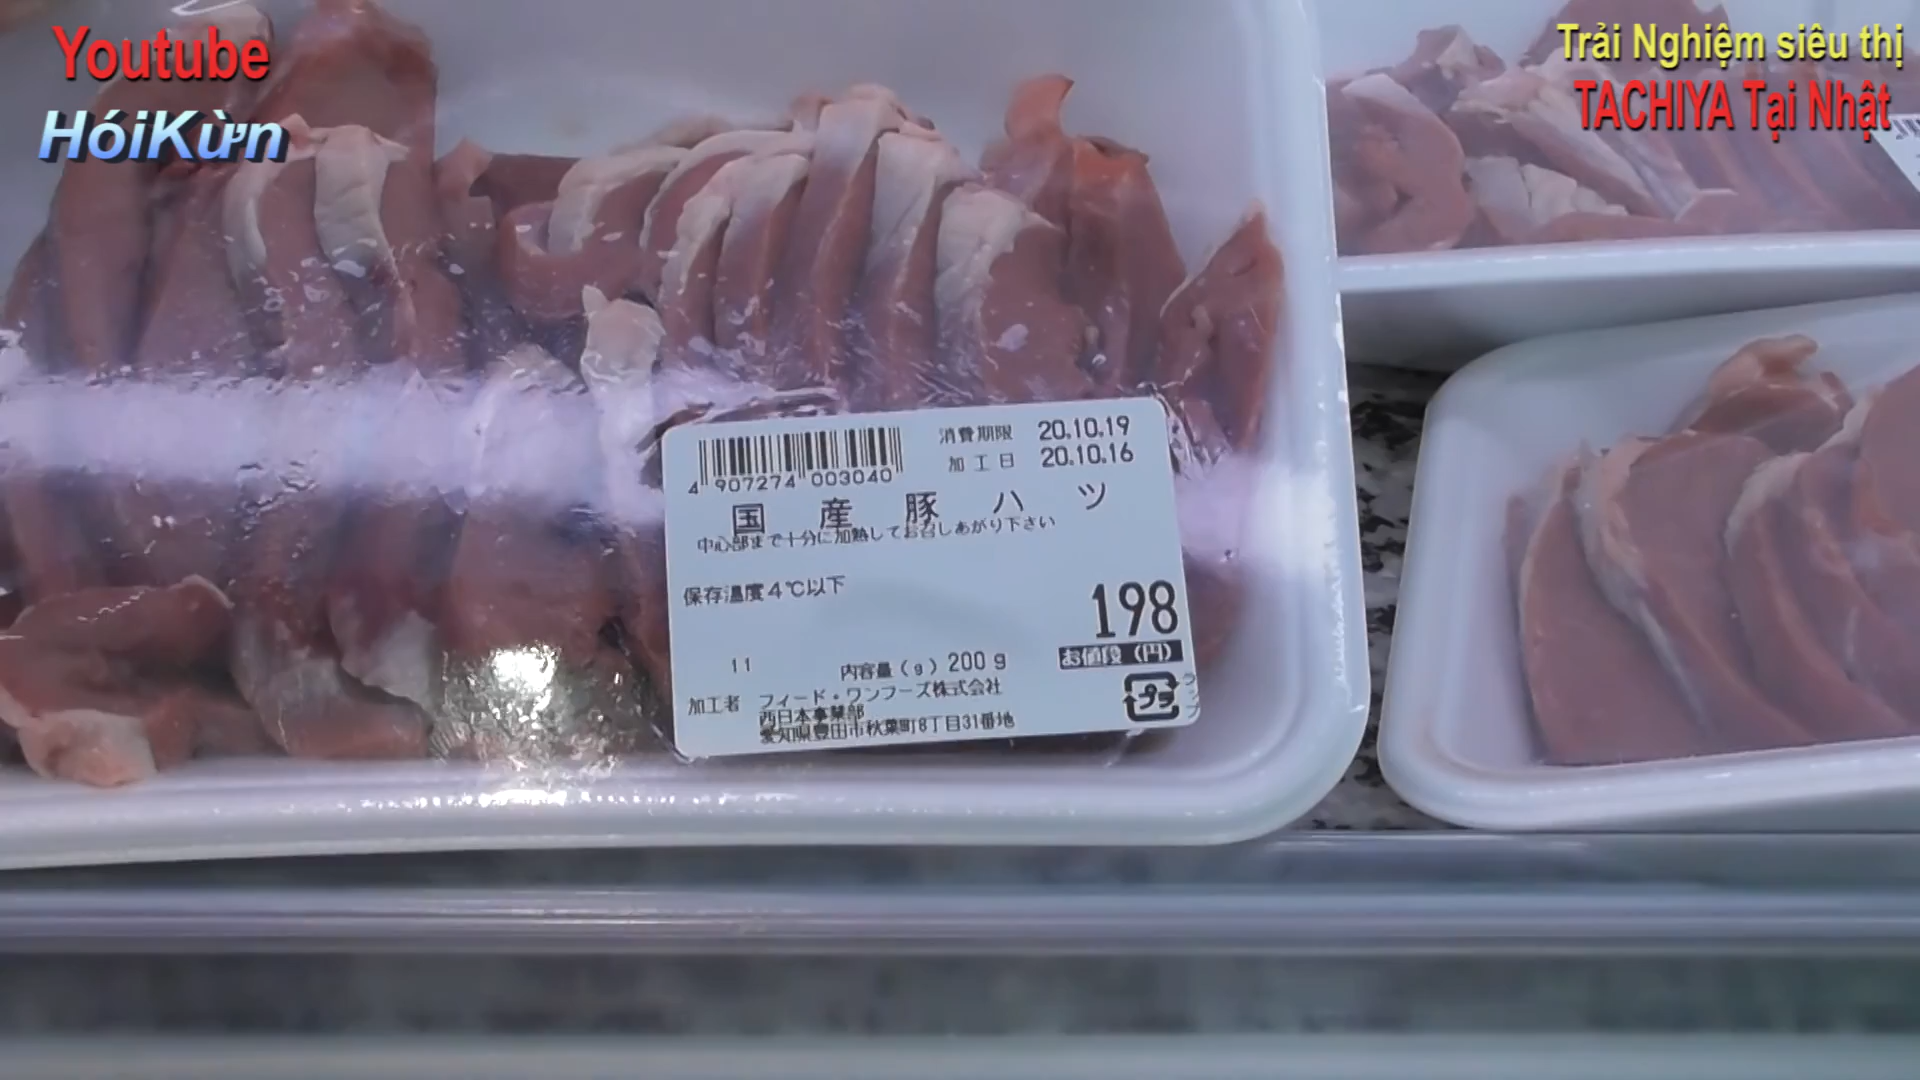 Youtube
HóiKừn
Trải Nghiệm siêu thị
TACHIYA Tại Nhật
消費期限 20.10.19
加工日 20.10.16
4 907274 003040
国産豚ハツ
中心部まで十分に加熱してお召しあがり下さい
保存温度4℃以下
198
お値段(円)
11 内容量(g) 200g
加工者 フィード・ワンフーズ株式会社
西日本事業部
愛知県豊田市秋葉町8丁目31番地
プラ
ラップ